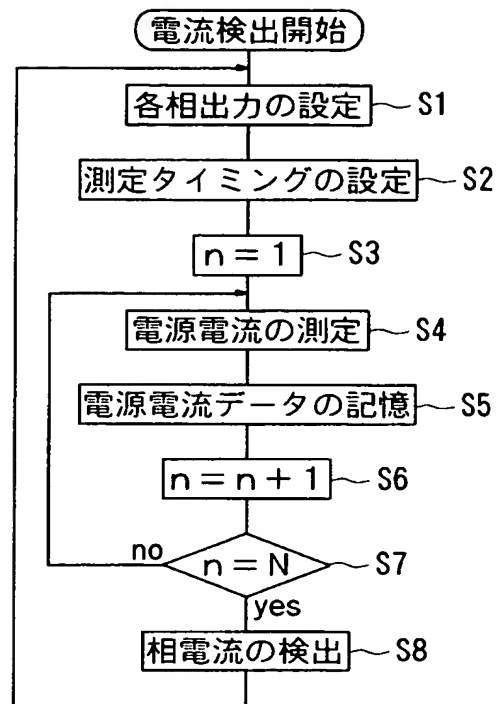 電流検出開始
各相出力の設定 S1
測定タイミングの設定 S2
n=1 S3
電源電流の測定 S4
電源電流データの記憶 S5
n=n+1 S6
no n=N S7
yes
相電流の検出 S8